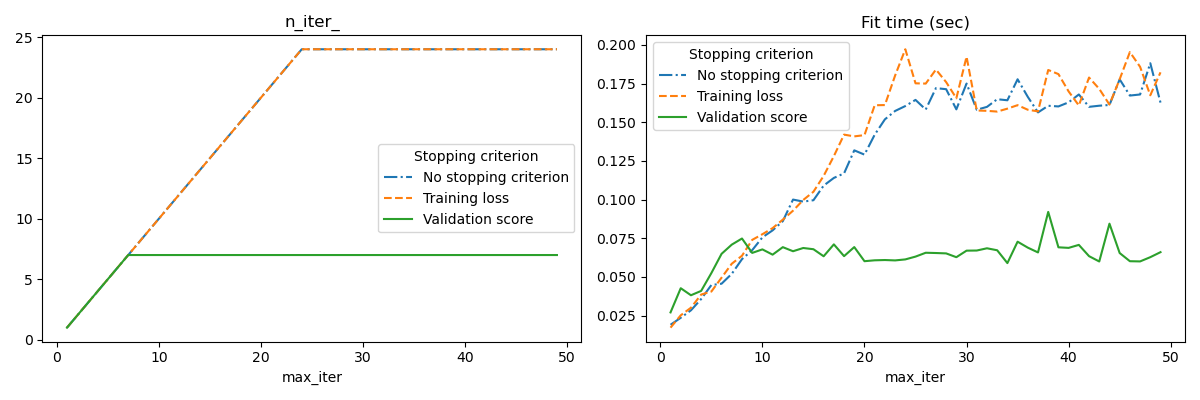 n_iter_
25
20
15
10
5
0
Stopping criterion
No stopping criterion
Training loss
Validation score
0
10
20
30
40
50
max_iter
Fit time (sec)
0.200
0.175
0.150
0.125
0.100
0.075
0.050
0.025
Stopping criterion
No stopping criterion
Training loss
Validation score
0
10
20
30
40
50
max_iter